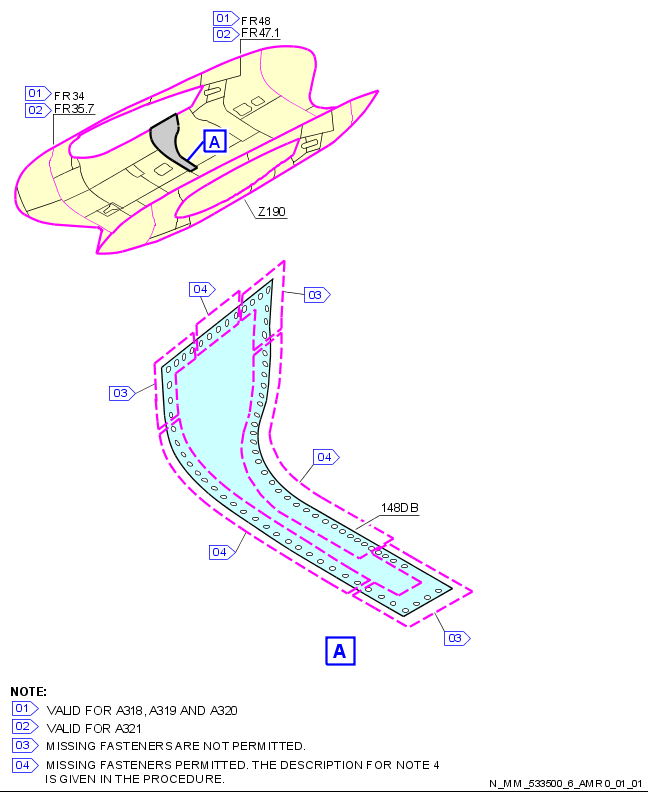 01 FR48
02 FR47.1
01 FR34
02 FR35.7
A
Z190
04
03
03
04
148DB
04
03
A
NOTE:
01 VALID FOR A318, A319 AND A320
02 VALID FOR A321
03 MISSING FASTENERS ARE NOT PERMITTED.
04 MISSING FASTENERS PERMITTED. THE DESCRIPTION FOR NOTE 4
IS GIVEN IN THE PROCEDURE.
N_MM_533500_6_AMR0_01_01